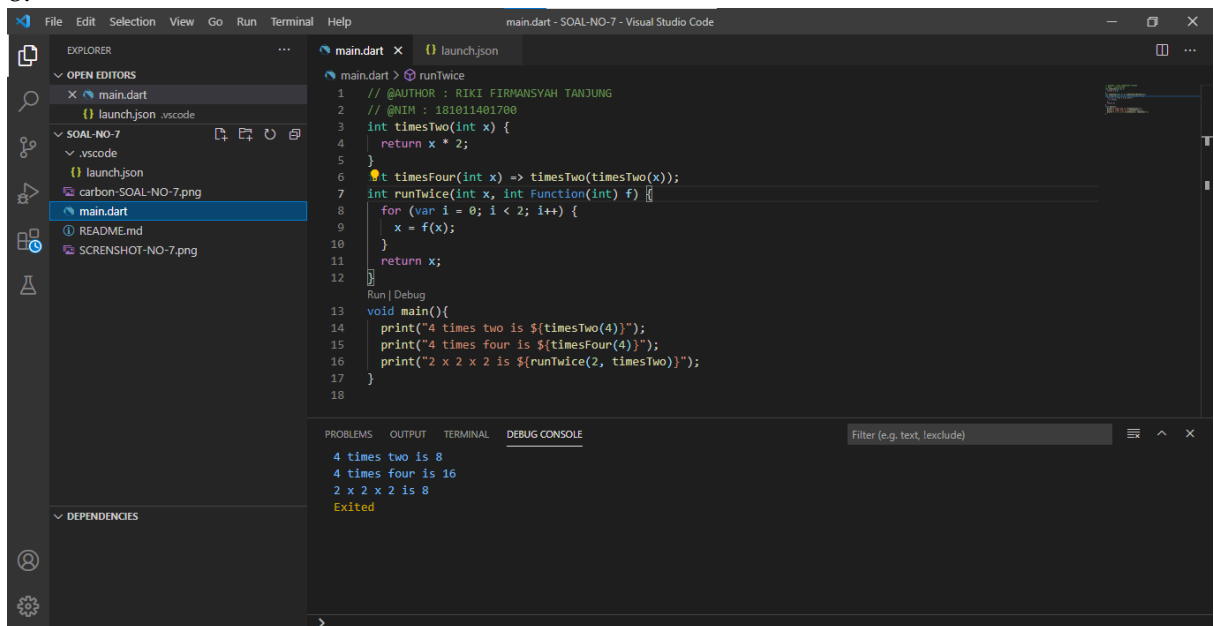 File Edit Selection View Go Run Terminal Help main.dart - SOAL-NO-7 - Visual Studio Code
EXPLORER
OPEN EDITORS
main.dart
launch.json .vscode
SOAL-NO-7
.vscode
launch.json
carbon-SOAL-NO-7.png
main.dart
README.md
SCRENSHOT-NO-7.png
DEPENDENCIES
main.dart {} launch.json
main.dart > runTwice
1 // @AUTHOR : RIKI FIRMANSYAH TANJUNG
2 // @NIM : 181011401700
3 int timesTwo(int x) {
4 return x * 2;
5 }
6 t timesFour(int x) => timesTwo(timesTwo(x));
7 int runTwice(int x, int Function(int) f) {
8 for (var i = 0; i < 2; i++) {
9 x = f(x);
10 }
11 return x;
12 }
Run | Debug
13 void main(){
14 print("4 times two is ${timesTwo(4)}");
15 print("4 times four is ${timesFour(4)}");
16 print("2 x 2 x 2 is ${runTwice(2, timesTwo)}");
17 }
18
PROBLEMS OUTPUT TERMINAL DEBUG CONSOLE Filter (e.g. text, !exclude)
4 times two is 8
4 times four is 16
2 x 2 x 2 is 8
Exited